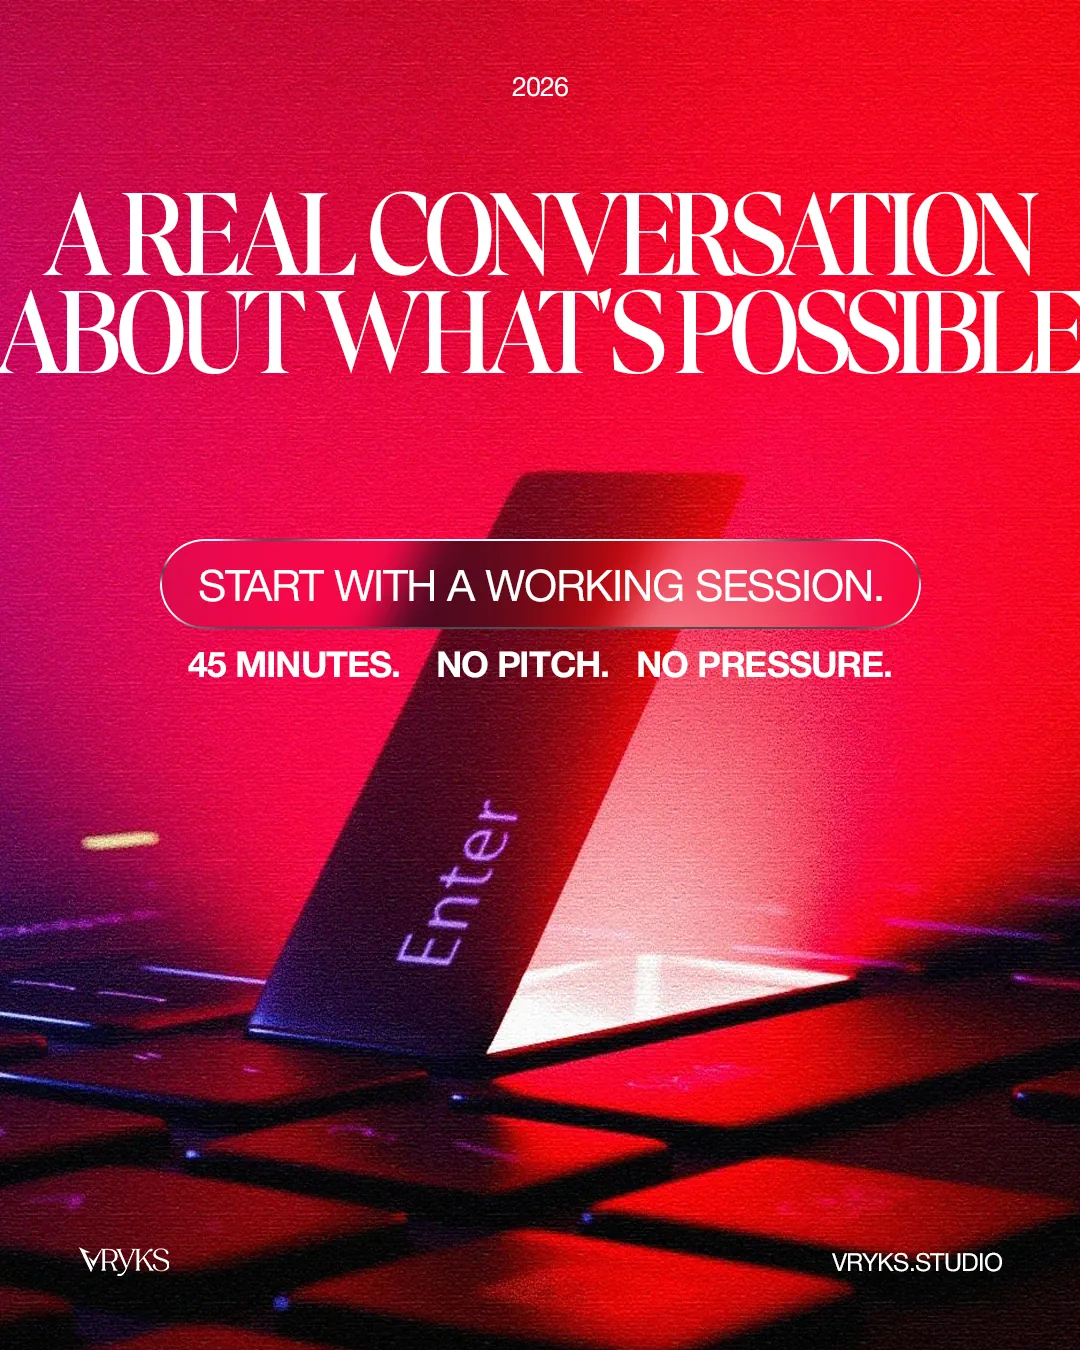 2026
A REAL CONVERSATION
ABOUT WHAT'S POSSIBLE
START WITH A WORKING SESSION.
45 MINUTES. NO PITCH. NO PRESSURE.
Enter
VRYKS
VRYKS.STUDIO